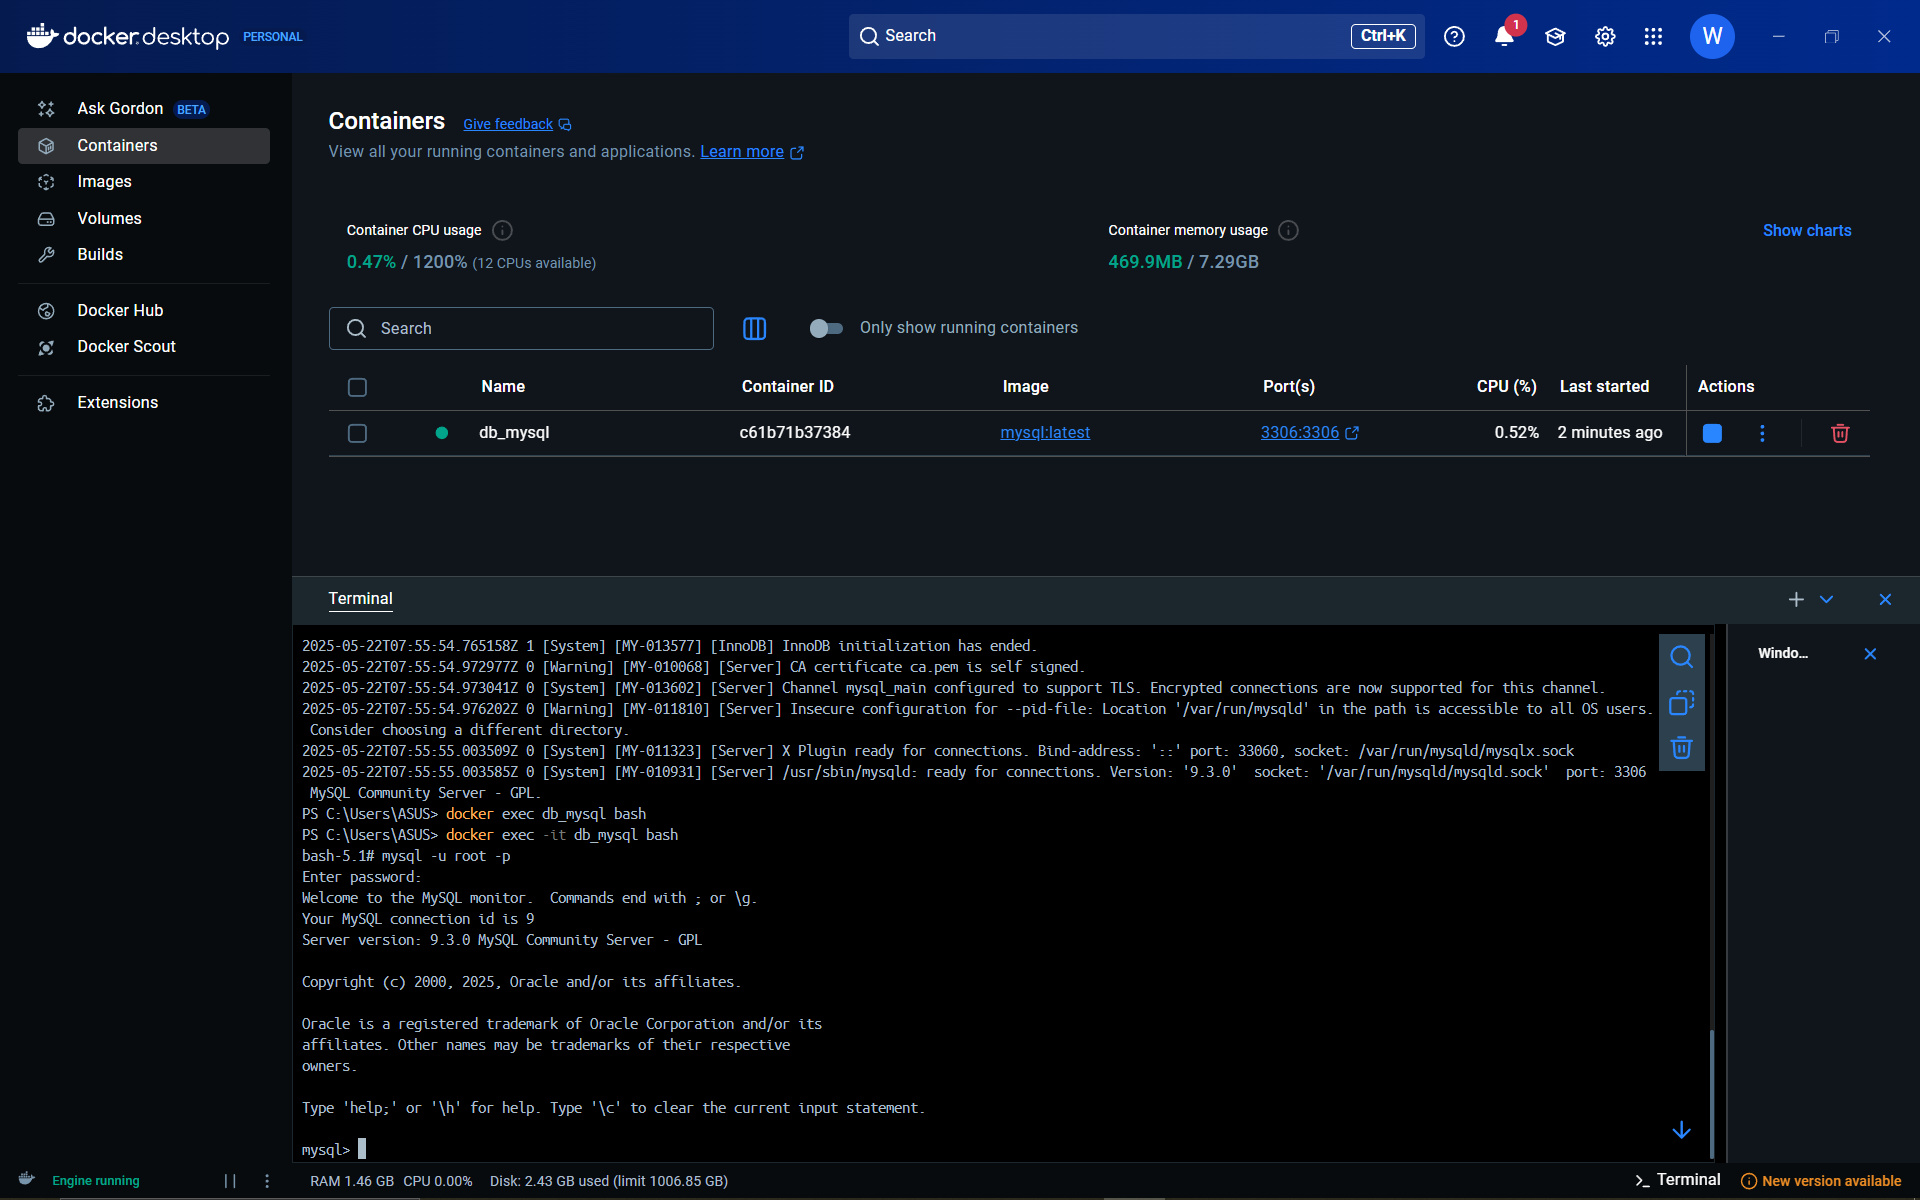 docker.desktop PERSONAL
Search Ctrl+K
1
W
Ask Gordon BETA
Containers
Images
Volumes
Builds
Docker Hub
Docker Scout
Extensions
Containers Give feedback
View all your running containers and applications. Learn more
Container CPU usage
0.47% / 1200% (12 CPUs available)
Container memory usage
469.9MB / 7.29GB
Show charts
Search
Only show running containers
Name Container ID Image Port(s) CPU (%) Last started Actions
db_mysql c61b71b37384 mysql:latest 3306:3306 0.52% 2 minutes ago
Terminal
Windo...
2025-05-22T07:55:54.765158Z 1 [System] [MY-013577] [InnoDB] InnoDB initialization has ended.
2025-05-22T07:55:54.972977Z 0 [Warning] [MY-010068] [Server] CA certificate ca.pem is self signed.
2025-05-22T07:55:54.973041Z 0 [System] [MY-013602] [Server] Channel mysql_main configured to support TLS. Encrypted connections are now supported for this channel.
2025-05-22T07:55:54.976202Z 0 [Warning] [MY-011810] [Server] Insecure configuration for --pid-file: Location '/var/run/mysqld' in the path is accessible to all OS users.
Consider choosing a different directory.
2025-05-22T07:55:55.003509Z 0 [System] [MY-011323] [Server] X Plugin ready for connections. Bind-address: '::' port: 33060, socket: /var/run/mysqld/mysqlx.sock
2025-05-22T07:55:55.003585Z 0 [System] [MY-010931] [Server] /usr/sbin/mysqld: ready for connections. Version: '9.3.0'  socket: '/var/run/mysqld/mysqld.sock'  port: 3306
MySQL Community Server - GPL.
PS C:\Users\ASUS> docker exec db_mysql bash
PS C:\Users\ASUS> docker exec -it db_mysql bash
bash-5.1# mysql -u root -p
Enter password:
Welcome to the MySQL monitor.  Commands end with ; or \g.
Your MySQL connection id is 9
Server version: 9.3.0 MySQL Community Server - GPL
Copyright (c) 2000, 2025, Oracle and/or its affiliates.
Oracle is a registered trademark of Oracle Corporation and/or its
affiliates. Other names may be trademarks of their respective
owners.
Type 'help;' or '\h' for help. Type '\c' to clear the current input statement.
mysql>
Engine running
RAM 1.46 GB CPU 0.00% Disk: 2.43 GB used (limit 1006.85 GB)
Terminal
New version available